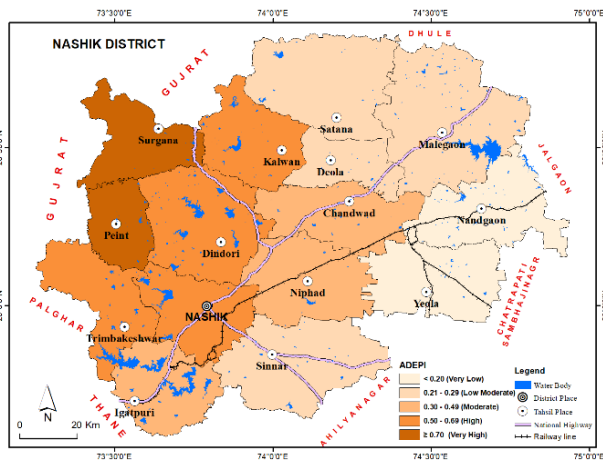 73°30'0"E 74°0'0"E 74°30'0"E 75°0'0"E
NASHIK DISTRICT
DHULE
GUJRAT
GUJRAT
JALGAON
CHATRAPATI
SAMBHAJINAGR
AHILYANAGAR
THANE
PALGHAR
Surgana
Kalwan
Satana
Deola
Malegaon
Chandwad
Nandgaon
Peint
Dindori
Niphad
Yeola
NASHIK
Trimbakeshwar
Sinnar
Igatpuri
N
0 20 Km
ADEPI
< 0.20 (Very Low)
0.21 - 0.29 (Low Moderate)
0.30 - 0.49 (Moderate)
0.50 - 0.69 (High)
≥ 0.70 (Very High)
Legend
Water Body
District Place
Tahsil Place
National Highway
Railway line
73°30'0"E 74°0'0"E 74°30'0"E 75°0'0"E